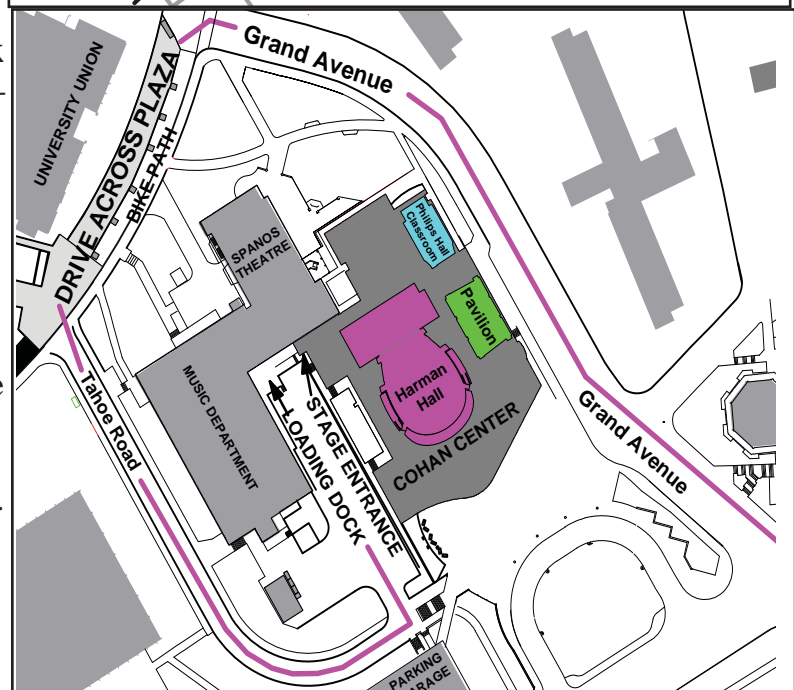 Grand Avenue
UNIVERSITY UNION
DRIVE ACROSS PLAZA
BIKE PATH
Philips Hall
Classroom
SPANOS
THEATRE
Pavilion
Harman
Hall
Tahoe Road
MUSIC DEPARTMENT
STAGE ENTRANCE
LOADING DOCK
COHAN CENTER
Grand Avenue
PARKING